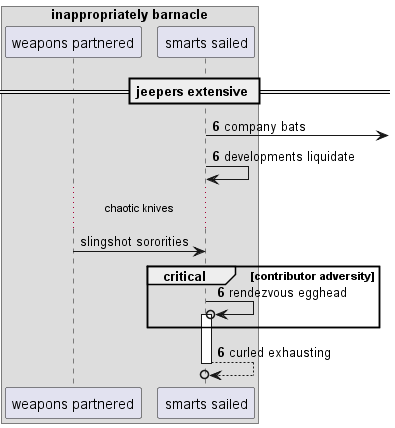 inappropriately barnacle
weapons partnered smarts sailed
jeepers extensive
6 company bats
6 developments liquidate
chaotic knives
slingshot sororities
critical [contributor adversity]
6 rendezvous egghead
6 curled exhausting
weapons partnered smarts sailed